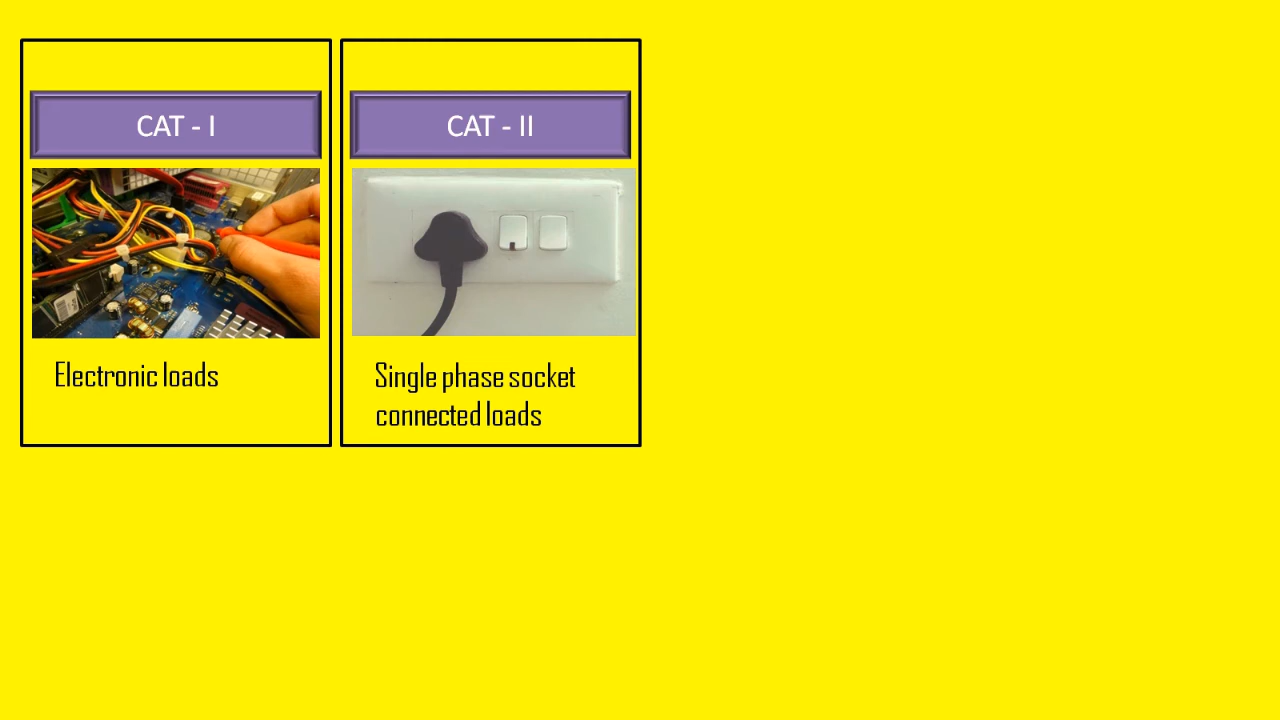 CAT - I
Electronic loads
CAT - II
Single phase socket
connected loads